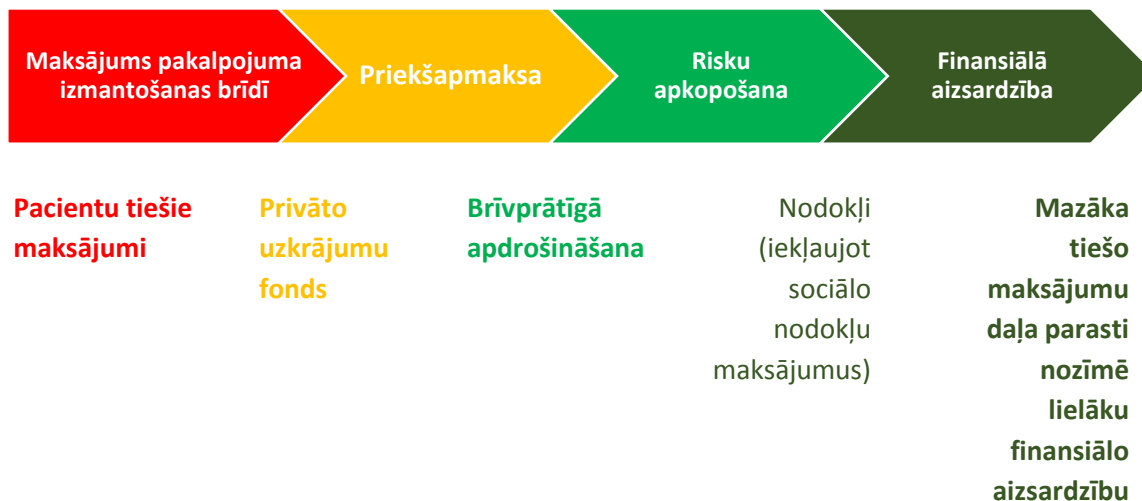 Maksājums pakalpojuma
izmantošanas brīdī
Priekšapmaksa
Risku
apkopošana
Finansiālā
aizsardzība
Pacientu tiešie
maksājumi
Privāto
uzkrājumu
fonds
Brīvprātīgā
apdrošināšana
Nodokļi
(iekļaujot
sociālo
nodokļu
maksājumus)
Mazāka
tiešo
maksājumu
daļa parasti
nozīmē
lielāku
finansiālo
aizsardzību